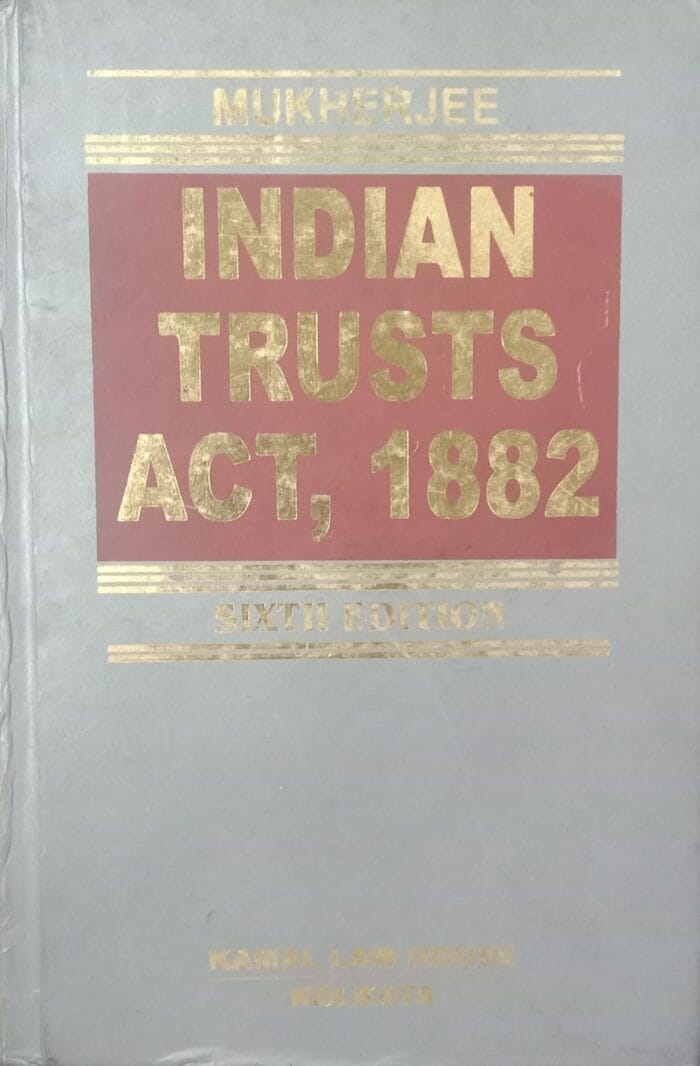 MUKHERJEE
INDIAN
TRUSTS
ACT, 1882
SIXTH EDITION
KAMAL LAW HOUSE
KOLKATA